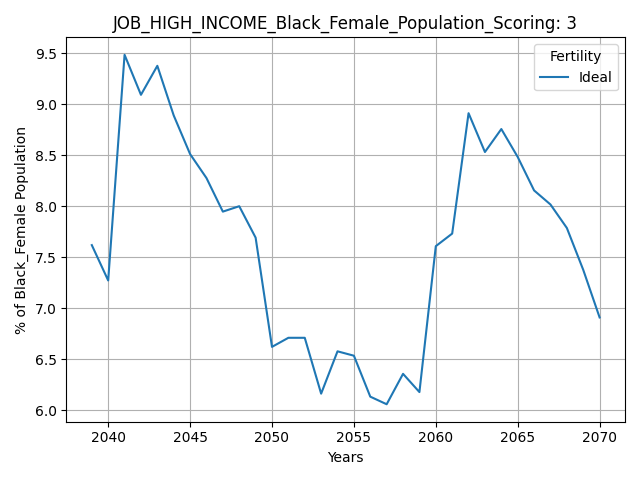 JOB_HIGH_INCOME_Black_Female_Population_Scoring: 3
Fertility
Ideal
% of Black_Female Population
9.5
9.0
8.5
8.0
7.5
7.0
6.5
6.0
2040 2045 2050 2055 2060 2065 2070
Years